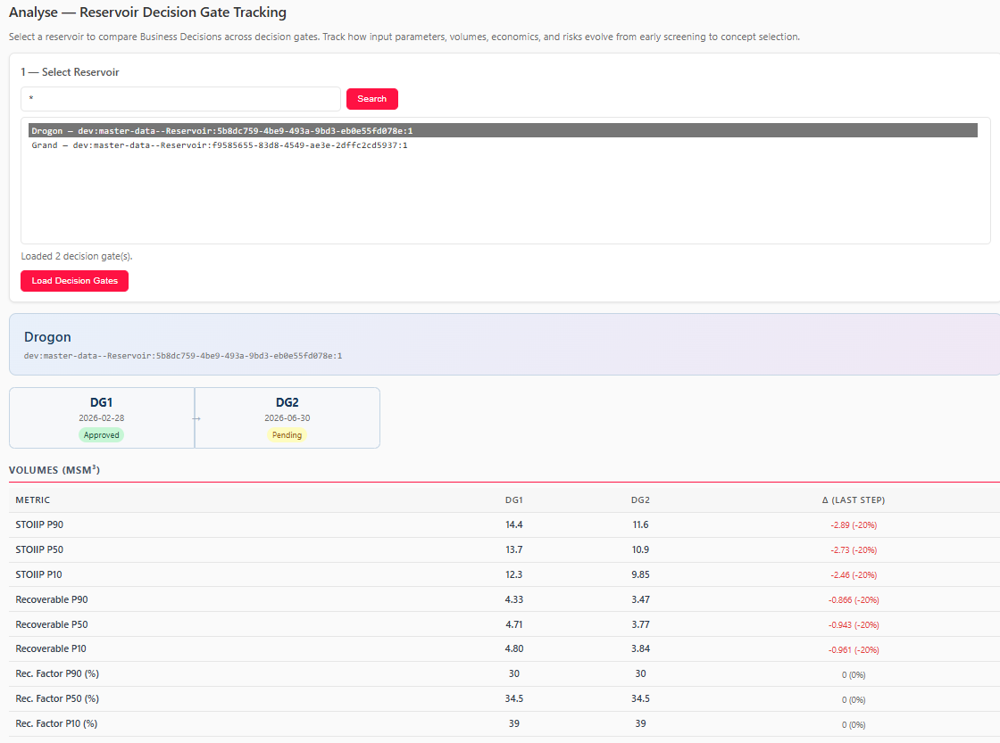 Analyse — Reservoir Decision Gate Tracking
Select a reservoir to compare Business Decisions across decision gates. Track how input parameters, volumes, economics, and risks evolve from early screening to concept selection.
1 — Select Reservoir
* Search
Drogon — dev:master-data--Reservoir:5b8dc759-4be9-493a-9bd3-eb0e55fd078e:1
Grand — dev:master-data--Reservoir:f9585655-83d8-4549-ae3e-2dffc2cd5937:1
Loaded 2 decision gate(s).
Load Decision Gates
Drogon
dev:master-data--Reservoir:5b8dc759-4be9-493a-9bd3-eb0e55fd078e:1
DG1 → DG2
2026-02-28 2026-06-30
Approved Pending
VOLUMES (MSM³)
METRIC DG1 DG2 Δ (LAST STEP)
STOIIP P90 14.4 11.6 -2.89 (-20%)
STOIIP P50 13.7 10.9 -2.73 (-20%)
STOIIP P10 12.3 9.85 -2.46 (-20%)
Recoverable P90 4.33 3.47 -0.866 (-20%)
Recoverable P50 4.71 3.77 -0.943 (-20%)
Recoverable P10 4.80 3.84 -0.961 (-20%)
Rec. Factor P90 (%) 30 30 0 (0%)
Rec. Factor P50 (%) 34.5 34.5 0 (0%)
Rec. Factor P10 (%) 39 39 0 (0%)